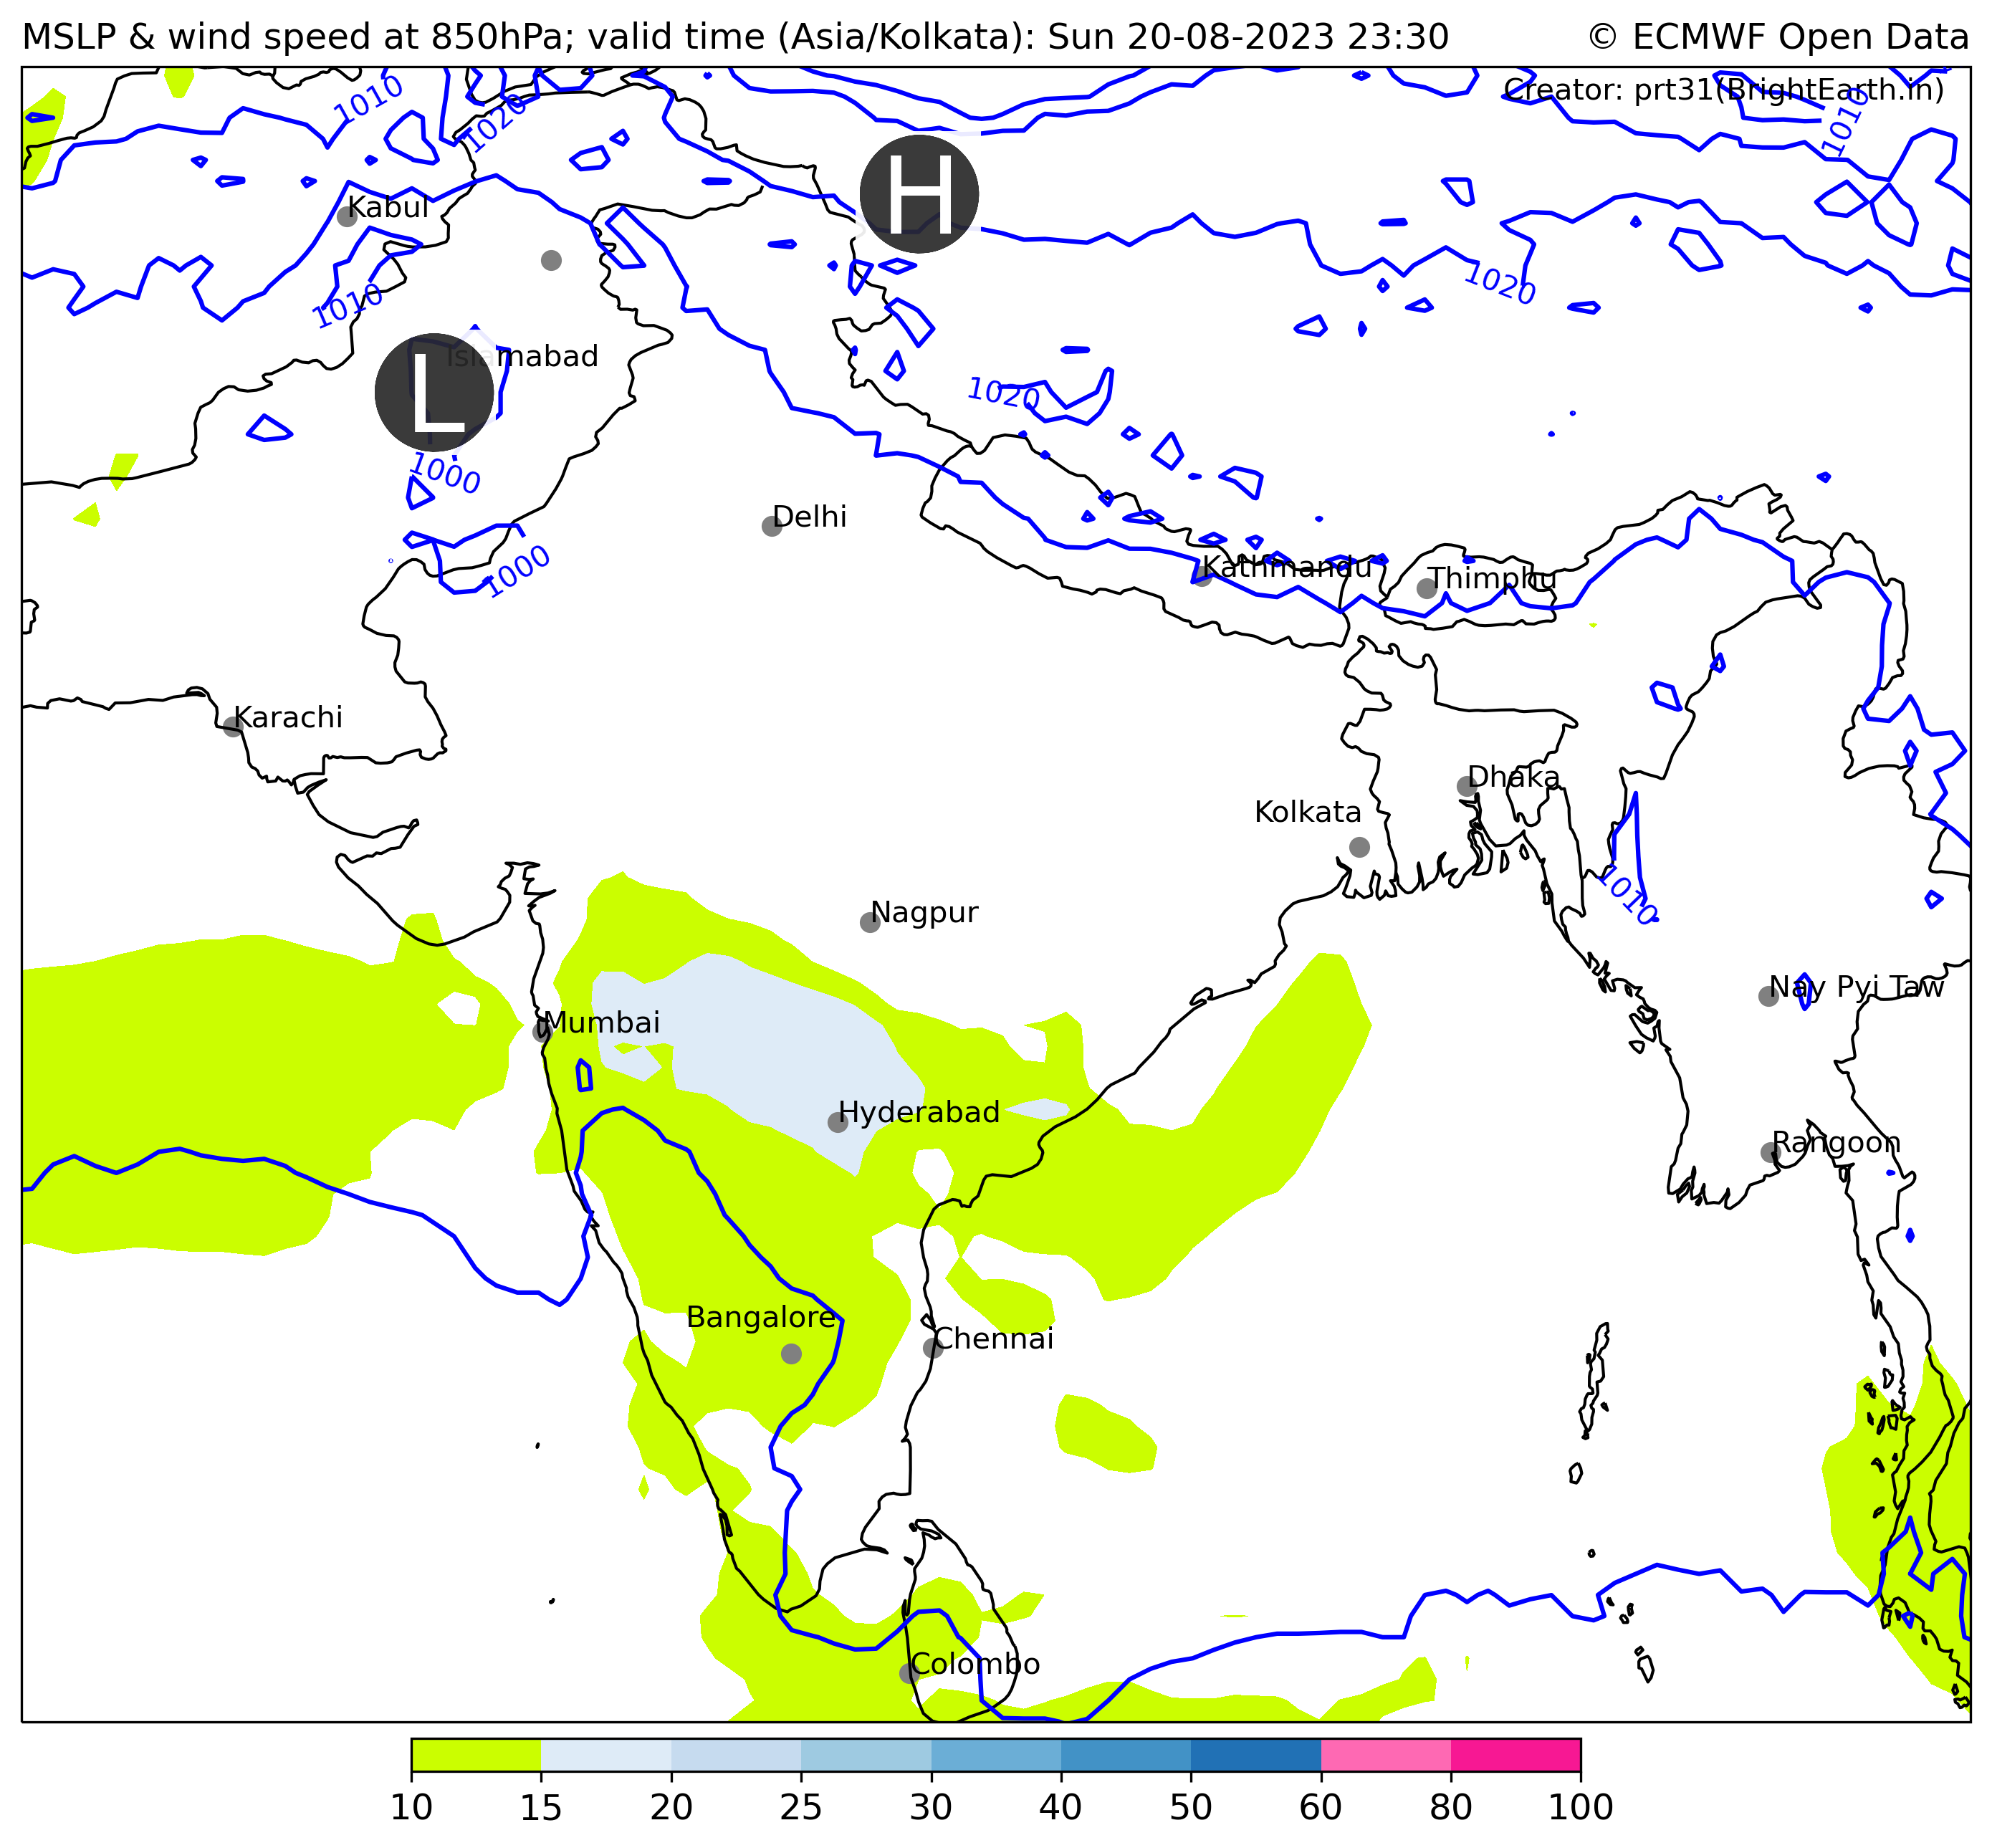 MSLP & wind speed at 850hPa; valid time (Asia/Kolkata): Sun 20-08-2023 23:30
© ECMWF Open Data
Creator: prt31(BrightEarth.in)
1010
1020
1010
H
Kabul
1010
1020
L
Islamabad
1020
1000
Delhi
1000
Kathmandu
Thimphu
Karachi
Dhaka
Kolkata
1010
Nagpur
Nay Pyi Taw
Mumbai
Hyderabad
Rangoon
Bangalore
Chennai
Colombo
10 15 20 25 30 40 50 60 80 100